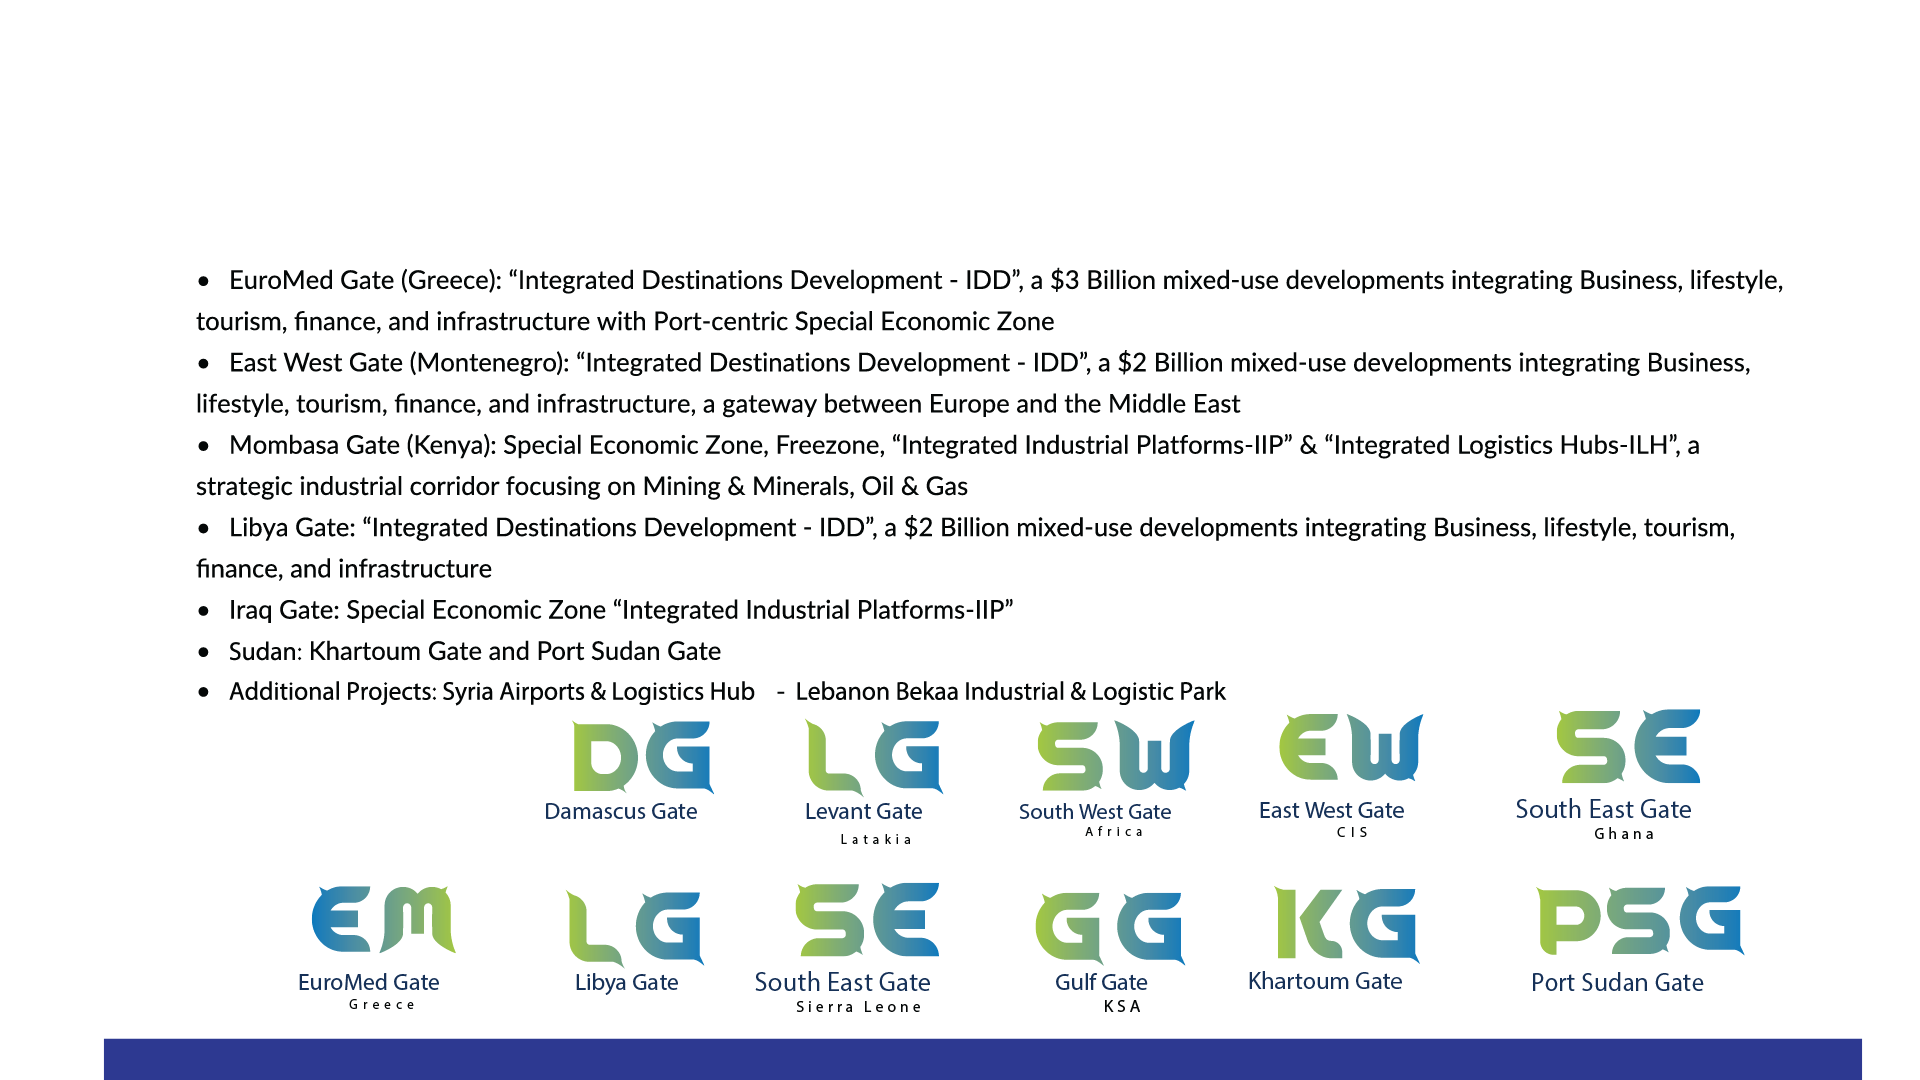 • EuroMed Gate (Greece): “Integrated Destinations Development - IDD”, a $3 Billion mixed-use developments integrating Business, lifestyle,
tourism, finance, and infrastructure with Port-centric Special Economic Zone
• East West Gate (Montenegro): “Integrated Destinations Development - IDD”, a $2 Billion mixed-use developments integrating Business,
lifestyle, tourism, finance, and infrastructure, a gateway between Europe and the Middle East
• Mombasa Gate (Kenya): Special Economic Zone, Freezone, “Integrated Industrial Platforms-IIP” & “Integrated Logistics Hubs-ILH”, a
strategic industrial corridor focusing on Mining & Minerals, Oil & Gas
• Libya Gate: “Integrated Destinations Development - IDD”, a $2 Billion mixed-use developments integrating Business, lifestyle, tourism,
finance, and infrastructure
• Iraq Gate: Special Economic Zone “Integrated Industrial Platforms-IIP”
• Sudan: Khartoum Gate and Port Sudan Gate
• Additional Projects: Syria Airports & Logistics Hub - Lebanon Bekaa Industrial & Logistic Park
DG
Damascus Gate
LG
Levant Gate
Latakia
SW
South West Gate
Africa
EW
East West Gate
CIS
SE
South East Gate
Ghana
EM
EuroMed Gate
Greece
LG
Libya Gate
SE
South East Gate
Sierra Leone
GG
Gulf Gate
KSA
KG
Khartoum Gate
PSG
Port Sudan Gate